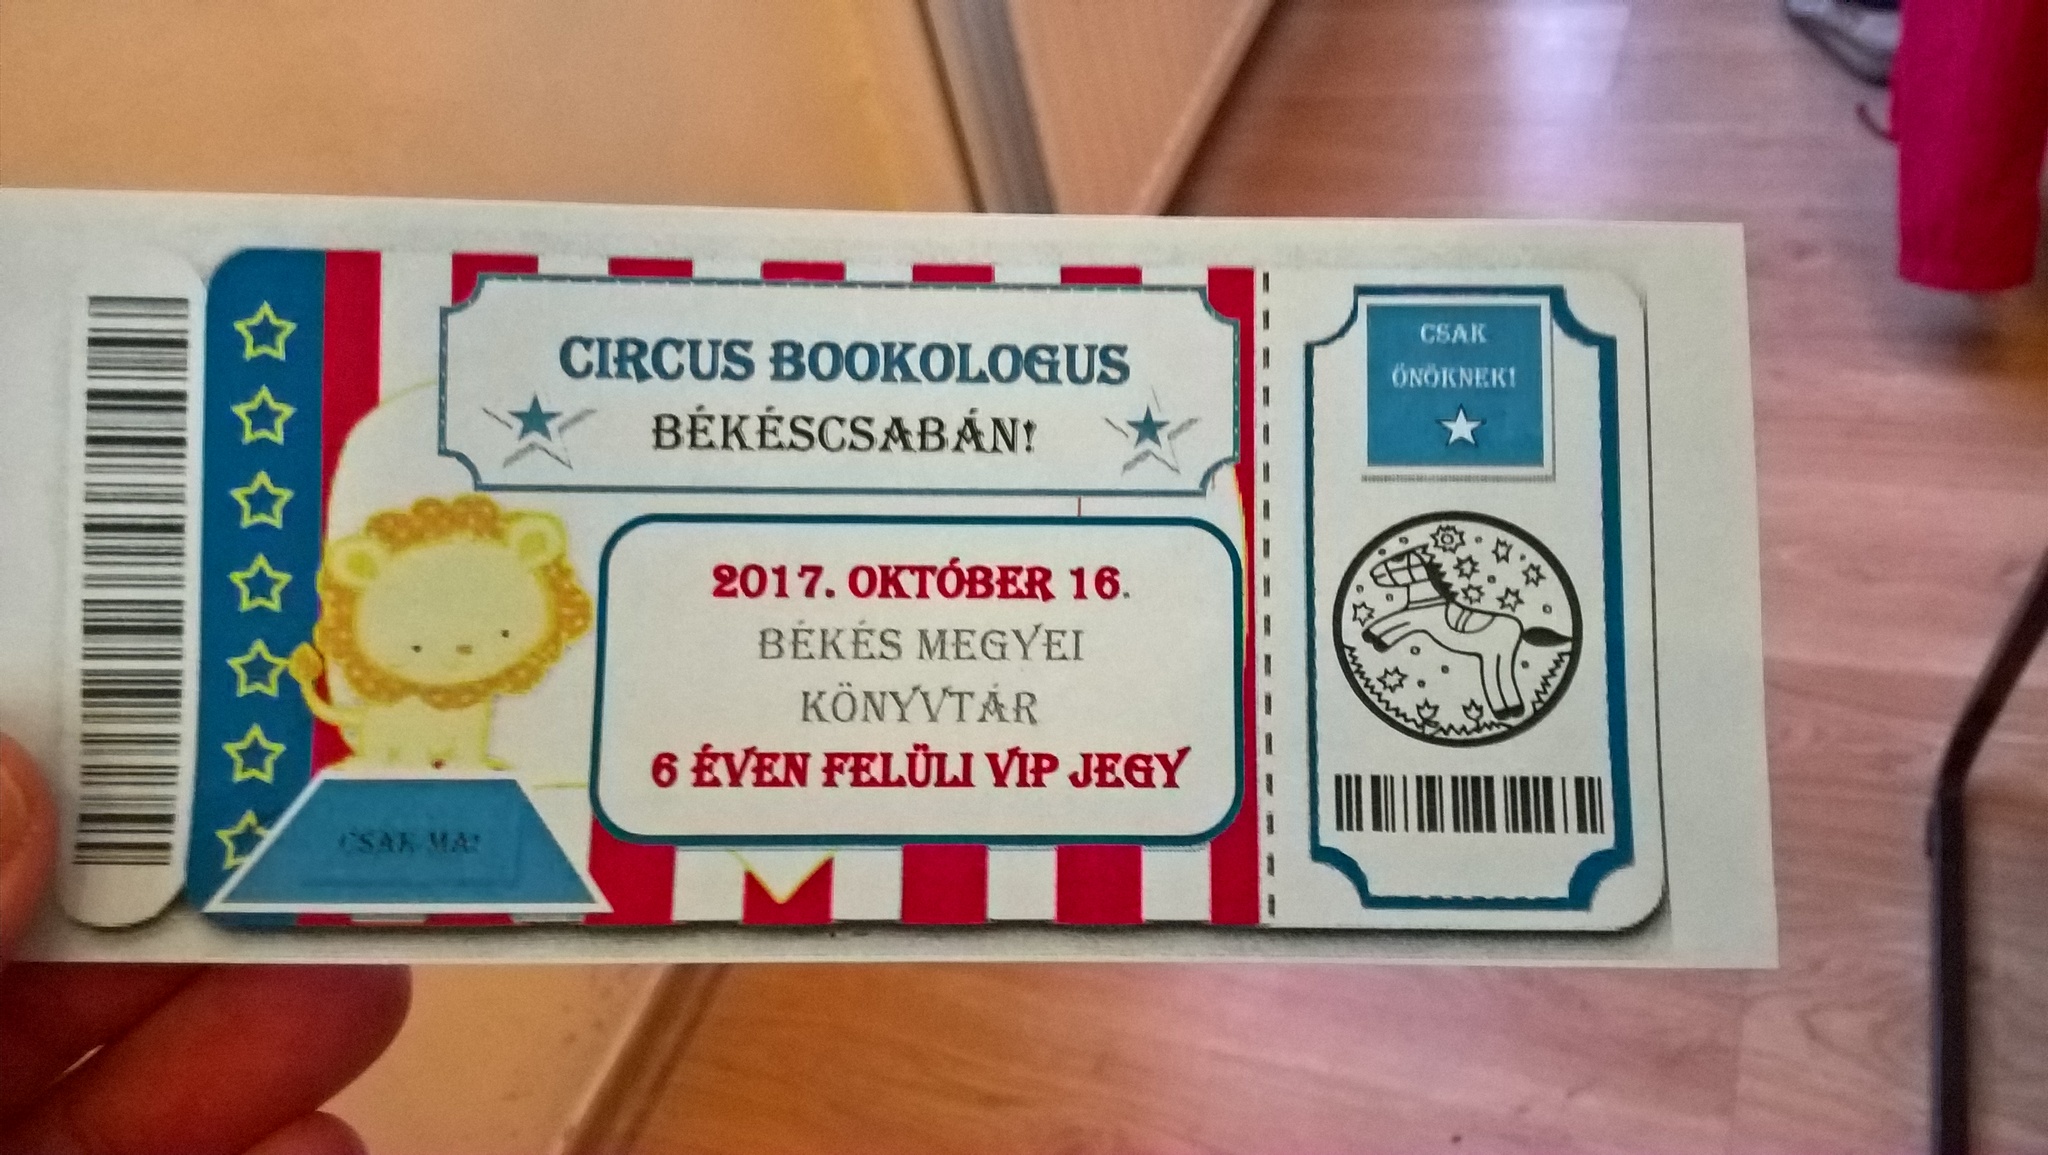 CIRCUS BOOKOLOGUS
BÉKÉSCSABÁN!
2017. OKTÓBER 16.
BÉKÉS MEGYEI
KÖNYVTÁR
6 ÉVEN FELÜLI VIP JEGY
CSAK MA!
CSAK
ÖNÖKNEK!